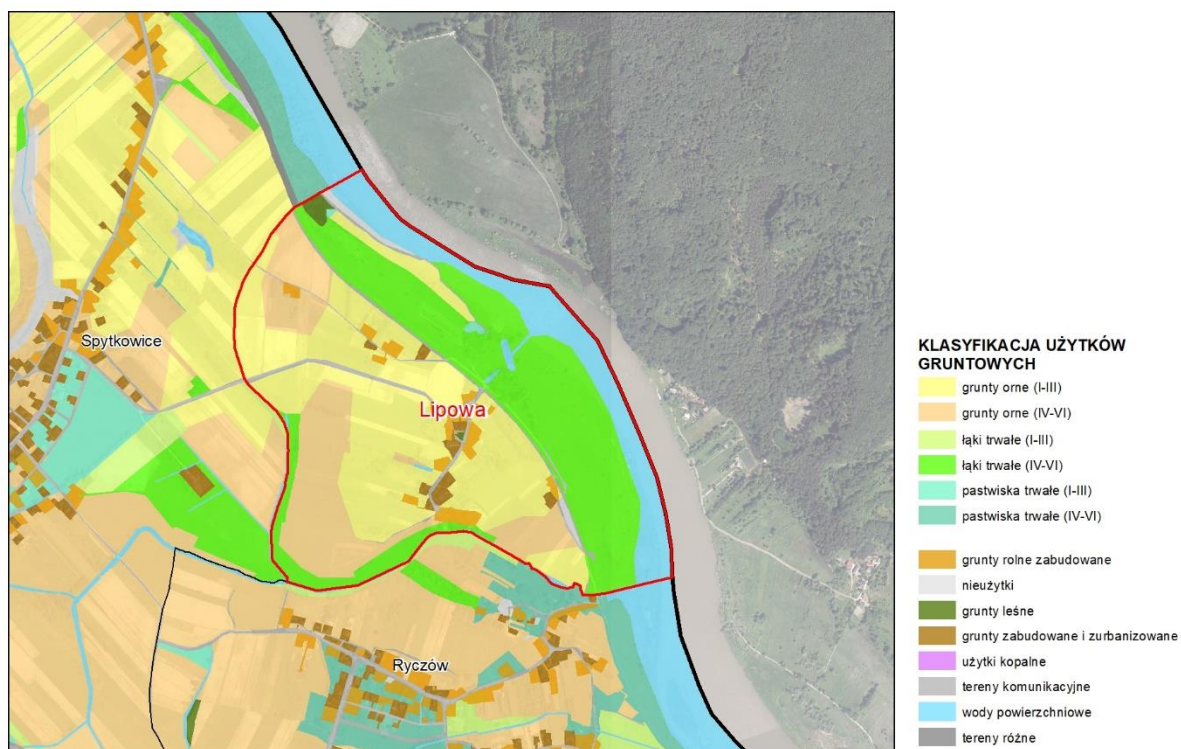 Spytkowice
Lipowa
Ryczów
KLASYFIKACJA UŻYTKÓW
GRUNTOWYCH
grunty orne (I-III)
grunty orne (IV-VI)
łąki trwałe (I-III)
łąki trwałe (IV-VI)
pastwiska trwałe (I-III)
pastwiska trwałe (IV-VI)
grunty rolne zabudowane
nieużytki
grunty leśne
grunty zabudowane i zurbanizowane
użytki kopalne
tereny komunikacyjne
wody powierzchniowe
tereny różne